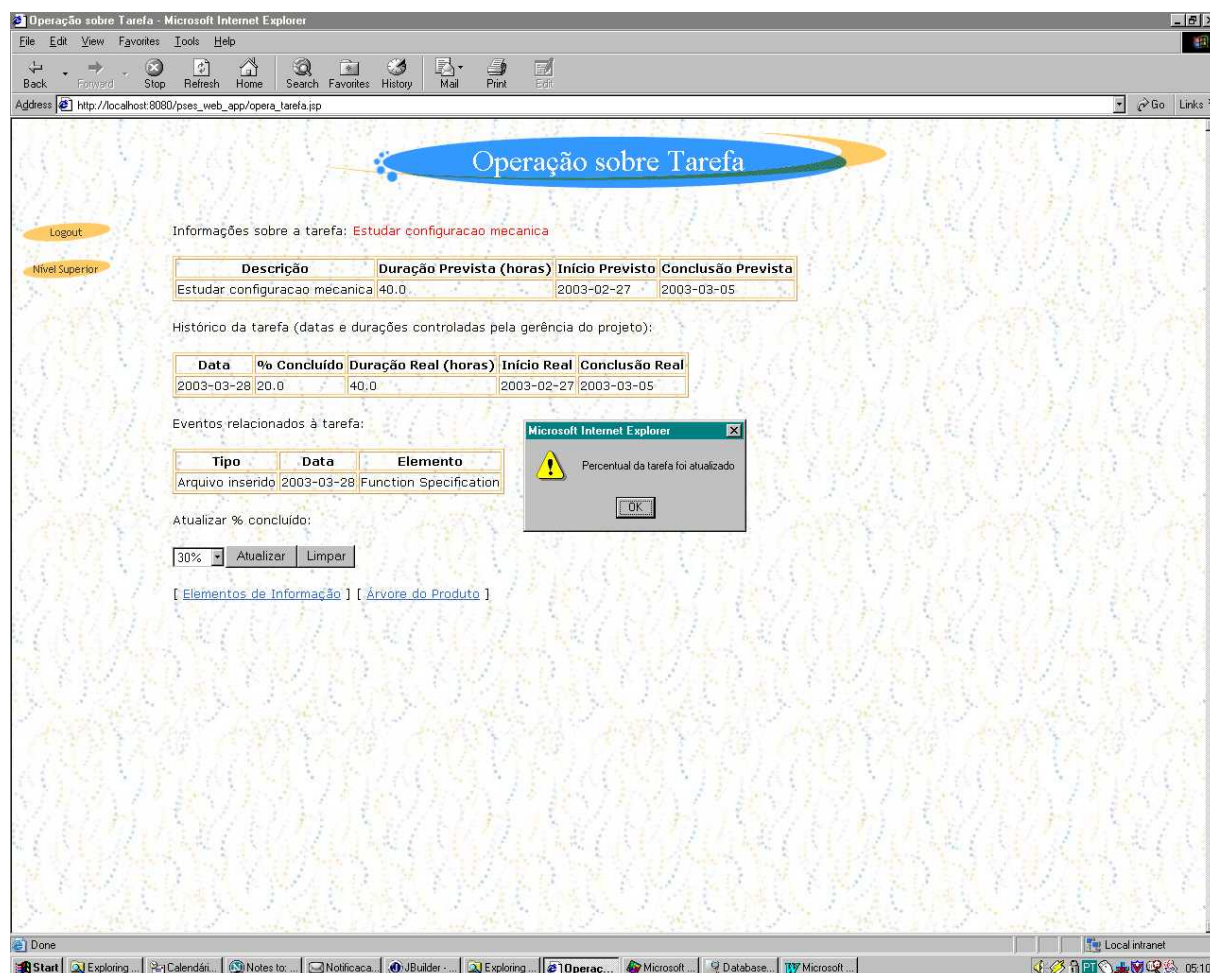 Operação sobre Tarefa - Microsoft Internet Explorer
File Edit View Favorites Tools Help
Back Forward Stop Refresh Home Search Favorites History Mail Print Edit
Address http://localhost:8080/pses_web_app/opera_tarefa.jsp Go Links
Operação sobre Tarefa
Logout
Nível Superior
Informações sobre a tarefa: Estudar configuracao mecanica
Descrição Duração Prevista (horas) Início Previsto Conclusão Prevista
Estudar configuracao mecanica 40.0 2003-02-27 2003-03-05
Histórico da tarefa (datas e durações controladas pela gerência do projeto):
Data % Concluído Duração Real (horas) Início Real Conclusão Real
2003-03-28 20.0 40.0 2003-02-27 2003-03-05
Eventos relacionados à tarefa:
Tipo Data Elemento
Arquivo inserido 2003-03-28 Function Specification
Microsoft Internet Explorer
Percentual da tarefa foi atualizado
OK
Atualizar % concluído:
30% Atualizar Limpar
[ Elementos de Informação ] [ Árvore do Produto ]
Done Local intranet
Start Exploring ... Calendári... Notes to: ... Notificaca... JBuilder - ... Exploring ... Operaç... Microsoft ... Database... Microsoft ... PT 05:10